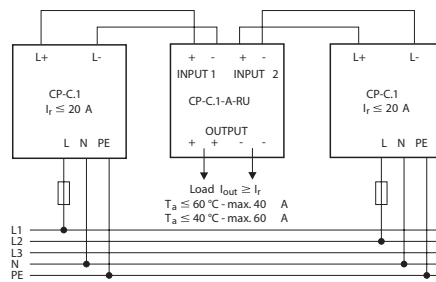 L+ L-
CP-C.1
Ir ≤ 20 A
L N PE
+ - + -
INPUT 1 INPUT 2
CP-C.1-A-RU
OUTPUT
+ + - -
L+ L-
CP-C.1
Ir ≤ 20 A
L N PE
Load Iout ≥ Ir
Ta ≤ 60 °C - max. 40 A
Ta ≤ 40 °C - max. 60 A
L1
L2
L3
N
PE